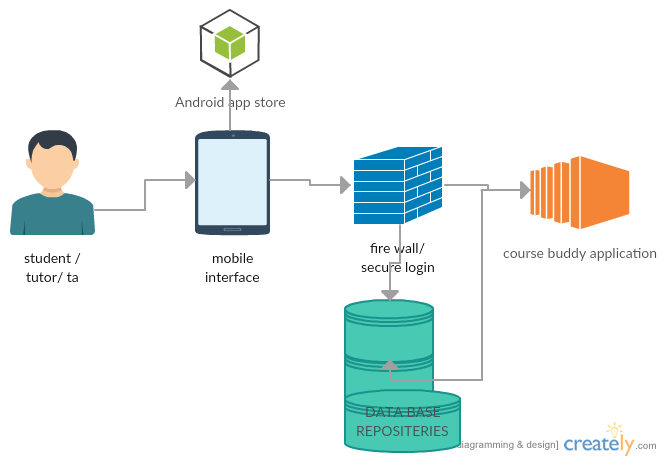 Android app store
student /
tutor/ ta
mobile
interface
fire wall/
secure login
course buddy application
DATA BASE
REPOSITERIES
diagramming & design]
creately.com